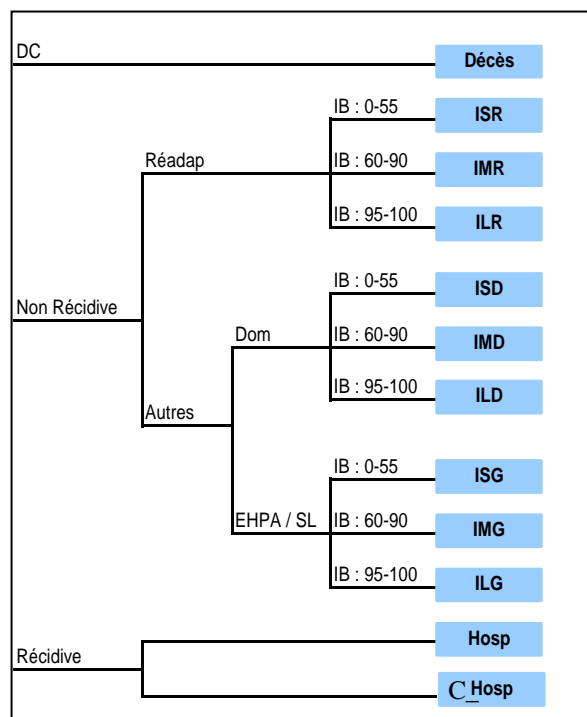 DC
Décès
IB : 0-55
ISR
Réadap
IB : 60-90
IMR
IB : 95-100
ILR
IB : 0-55
ISD
Non Récidive
Dom
IB : 60-90
IMD
IB : 95-100
ILD
Autres
IB : 0-55
ISG
EHPA / SL
IB : 60-90
IMG
IB : 95-100
ILG
Hosp
Récidive
C_Hosp